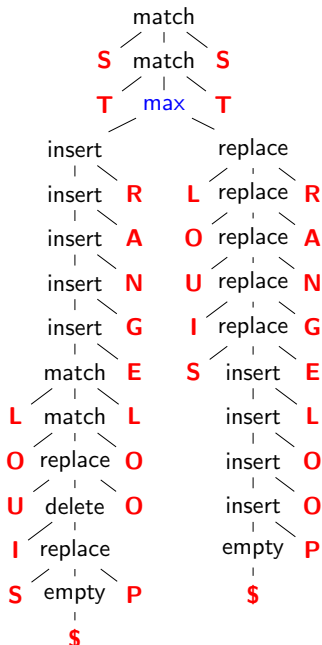 match
S match S
T max T
insert replace
insert R L replace R
insert A O replace A
insert N U replace N
insert G I replace G
match E S insert E
L match L insert L
O replace O insert O
U delete O insert O
I replace empty P
S empty P $
$